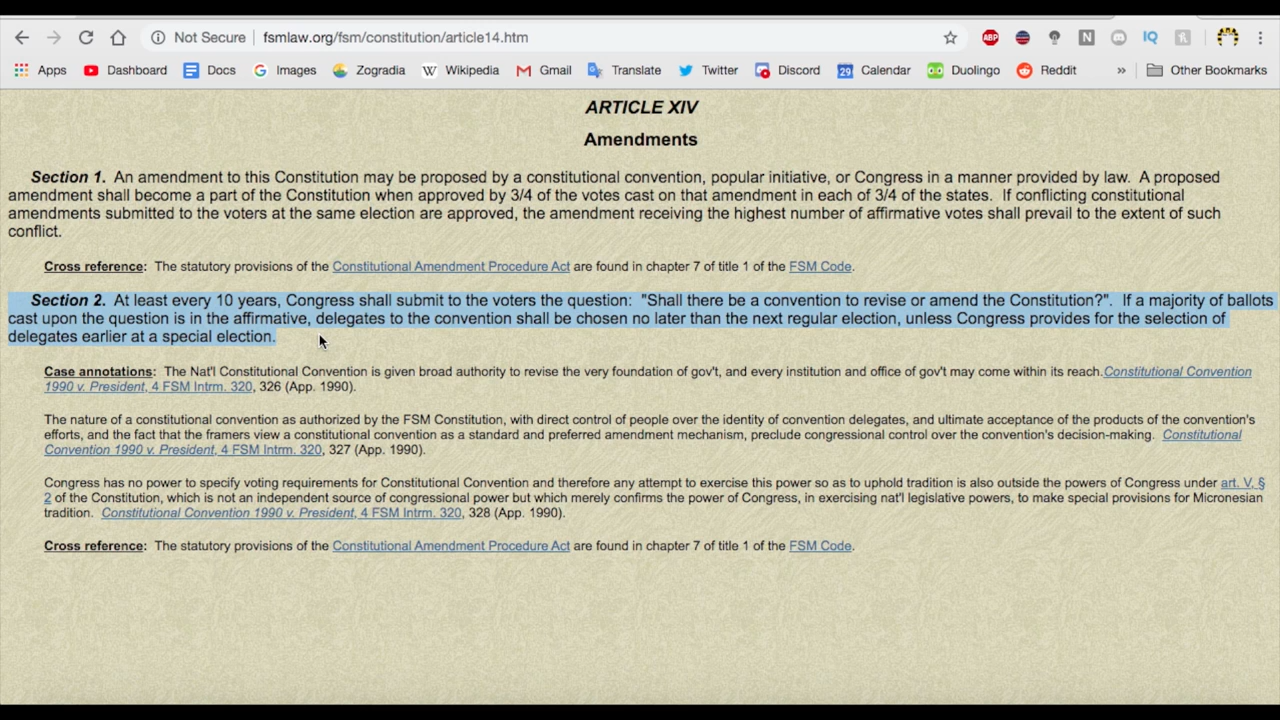 Not Secure fsmlaw.org/fsm/constitution/article14.htm ABP N IQ
Apps Dashboard Docs Images Zogradia Wikipedia Gmail Translate Twitter Discord 29 Calendar Duolingo Reddit » Other Bookmarks
ARTICLE XIV
Amendments
Section 1. An amendment to this Constitution may be proposed by a constitutional convention, popular initiative, or Congress in a manner provided by law. A proposed
amendment shall become a part of the Constitution when approved by 3/4 of the votes cast on that amendment in each of 3/4 of the states. If conflicting constitutional
amendments submitted to the voters at the same election are approved, the amendment receiving the highest number of affirmative votes shall prevail to the extent of such
conflict.
Cross reference: The statutory provisions of the Constitutional Amendment Procedure Act are found in chapter 7 of title 1 of the FSM Code.
Section 2. At least every 10 years, Congress shall submit to the voters the question: "Shall there be a convention to revise or amend the Constitution?". If a majority of ballots
cast upon the question is in the affirmative, delegates to the convention shall be chosen no later than the next regular election, unless Congress provides for the selection of
delegates earlier at a special election.
Case annotations: The Nat'l Constitutional Convention is given broad authority to revise the very foundation of gov't, and every institution and office of gov't may come within its reach.Constitutional Convention
1990 v. President, 4 FSM Intrm. 320, 326 (App. 1990).
The nature of a constitutional convention as authorized by the FSM Constitution, with direct control of people over the identity of convention delegates, and ultimate acceptance of the products of the convention's
efforts, and the fact that the framers view a constitutional convention as a standard and preferred amendment mechanism, preclude congressional control over the convention's decision-making. Constitutional
Convention 1990 v. President, 4 FSM Intrm. 320, 327 (App. 1990).
Congress has no power to specify voting requirements for Constitutional Convention and therefore any attempt to exercise this power so as to uphold tradition is also outside the powers of Congress under art. V, §
2 of the Constitution, which is not an independent source of congressional power but which merely confirms the power of Congress, in exercising nat'l legislative powers, to make special provisions for Micronesian
tradition. Constitutional Convention 1990 v. President, 4 FSM Intrm. 320, 328 (App. 1990).
Cross reference: The statutory provisions of the Constitutional Amendment Procedure Act are found in chapter 7 of title 1 of the FSM Code.